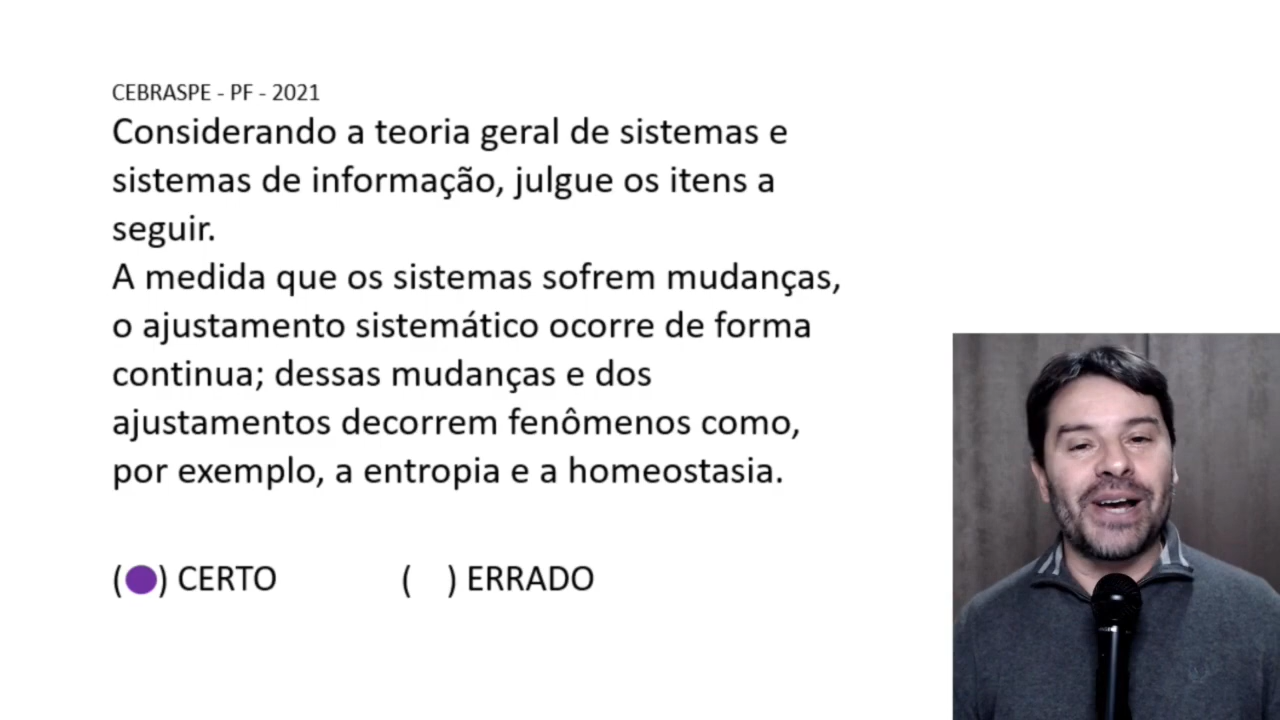 CEBRASPE - PF - 2021
Considerando a teoria geral de sistemas e
sistemas de informação, julgue os itens a
seguir.
A medida que os sistemas sofrem mudanças,
o ajustamento sistemático ocorre de forma
continua; dessas mudanças e dos
ajustamentos decorrem fenômenos como,
por exemplo, a entropia e a homeostasia.
(●) CERTO ( ) ERRADO